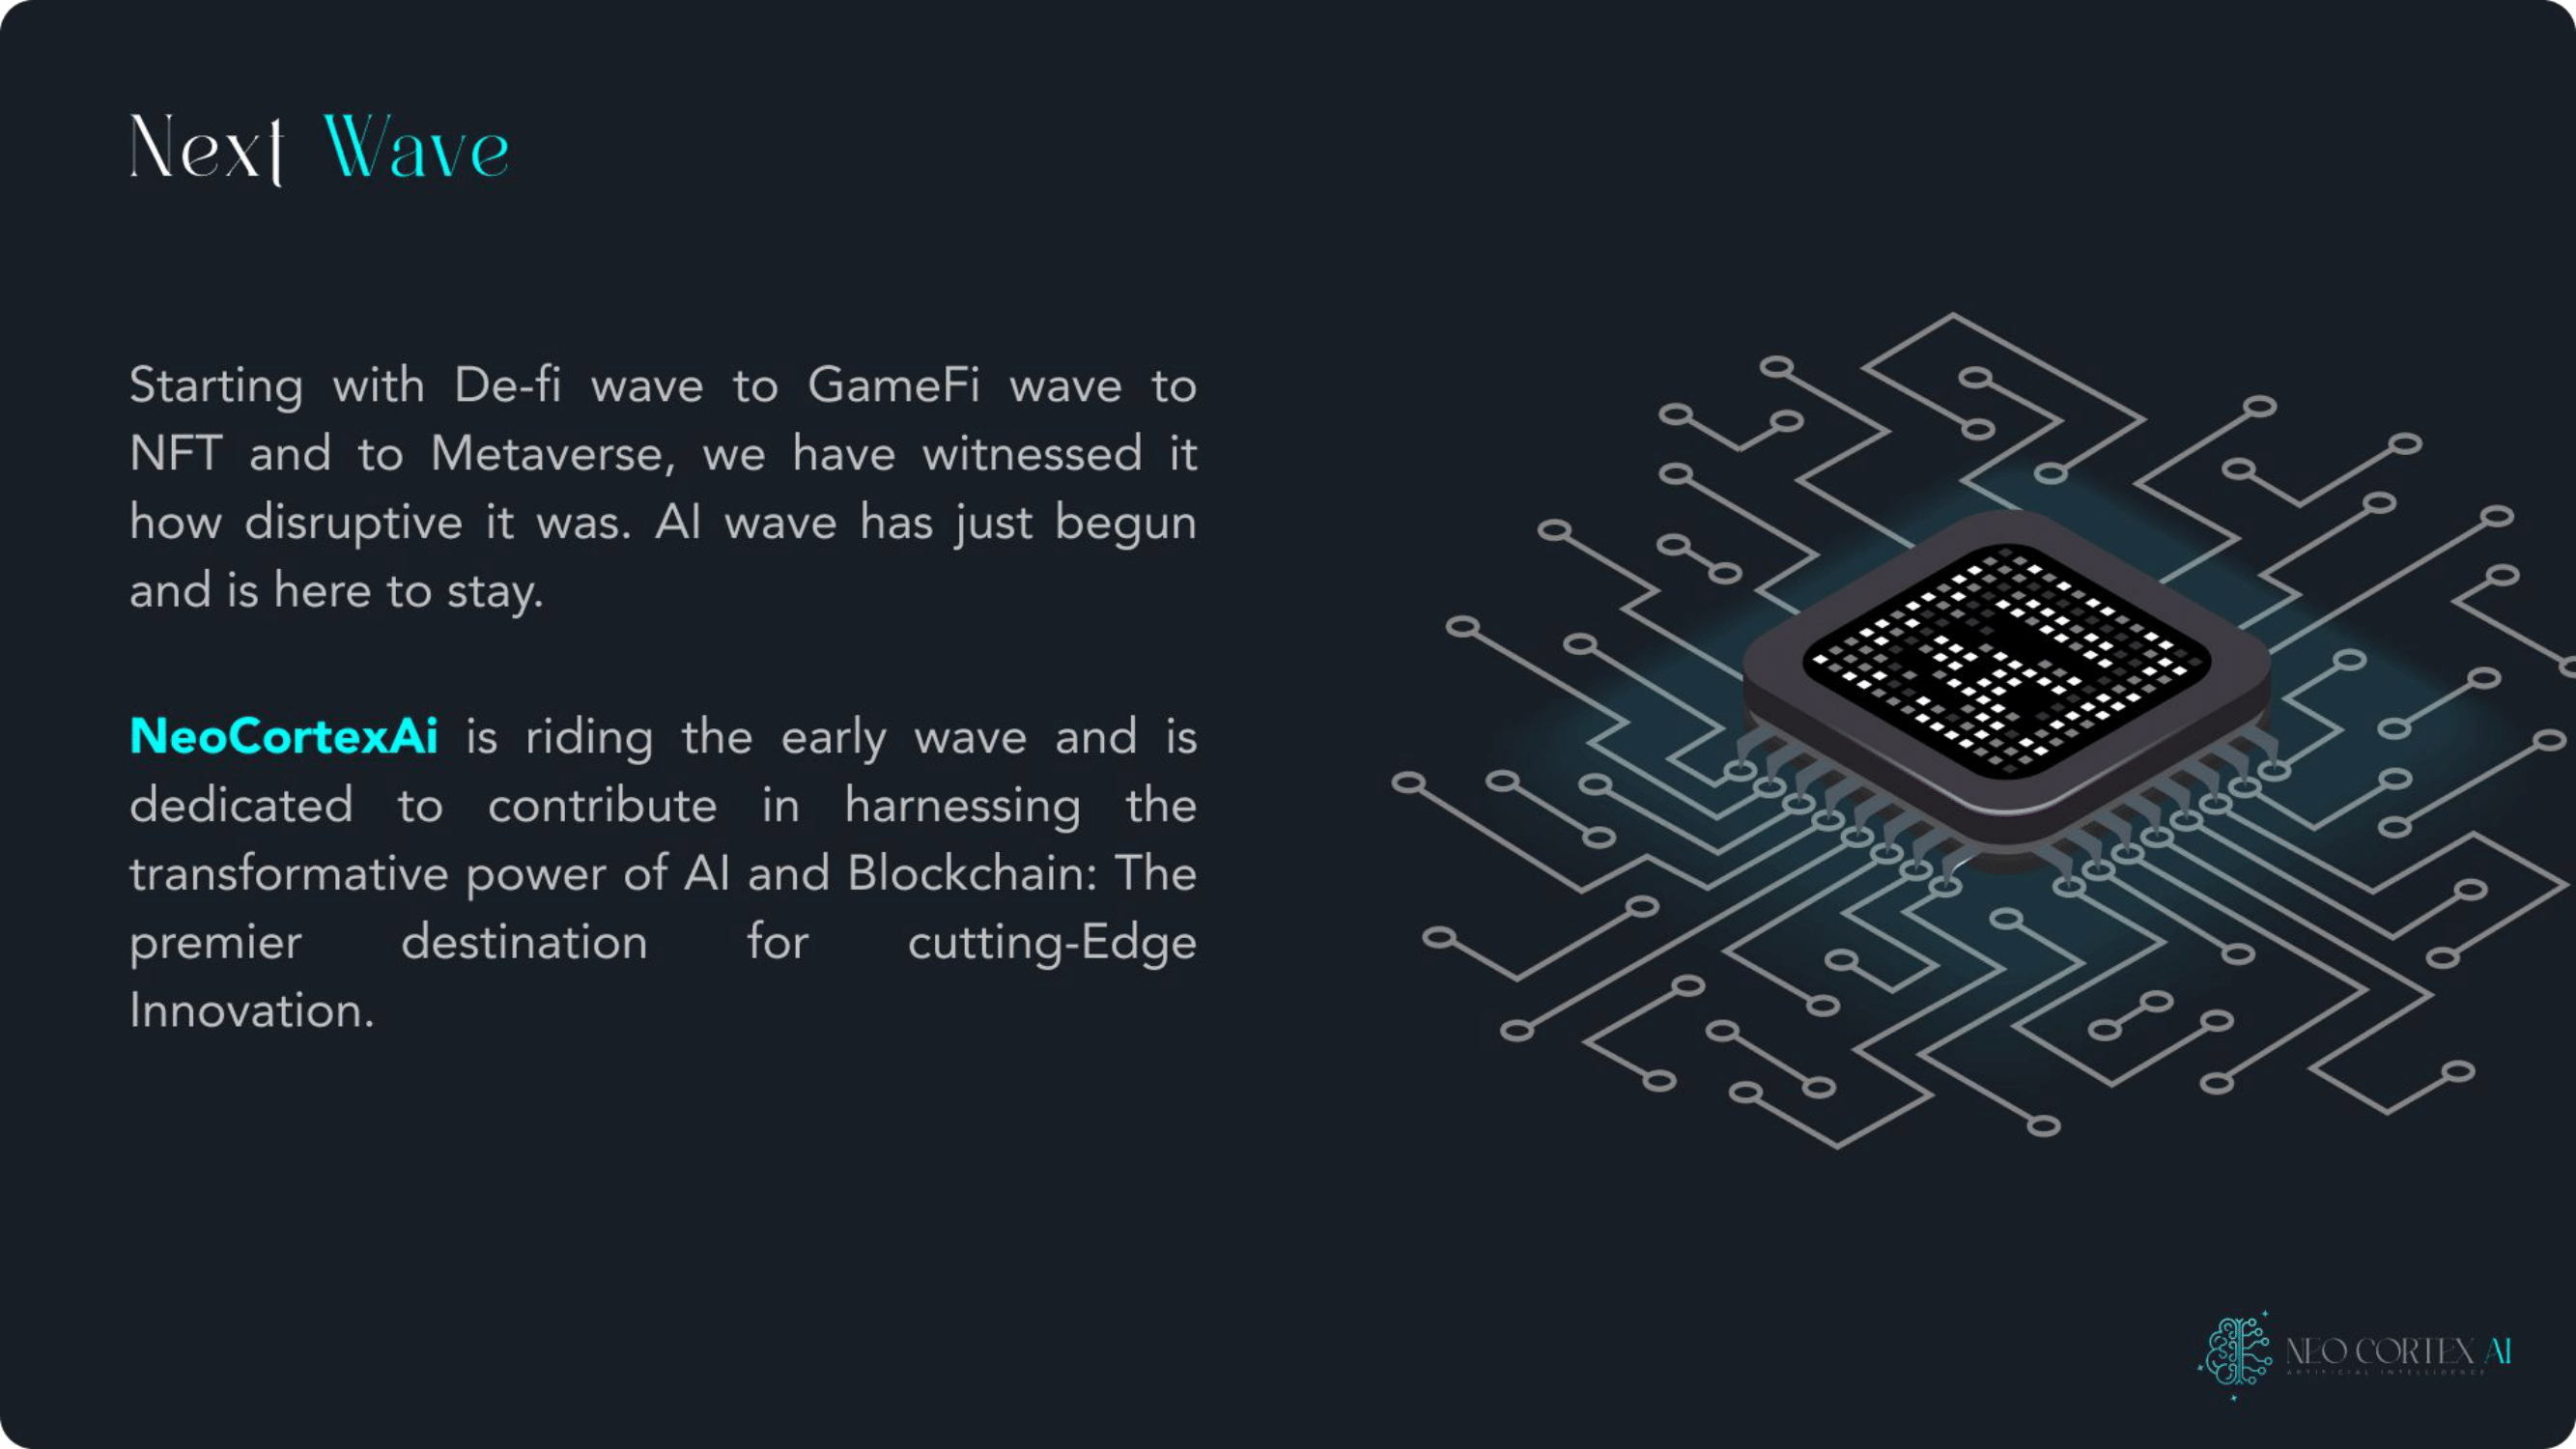 Next Wave
Starting with De-fi wave to GameFi wave to
NFT and to Metaverse, we have witnessed it
how disruptive it was. AI wave has just begun
and is here to stay.
NeoCortexAi is riding the early wave and is
dedicated to contribute in harnessing the
transformative power of AI and Blockchain: The
premier destination for cutting-Edge
Innovation.
NEO CORTEX AI
ARTIFICIAL INTELLIGENCE